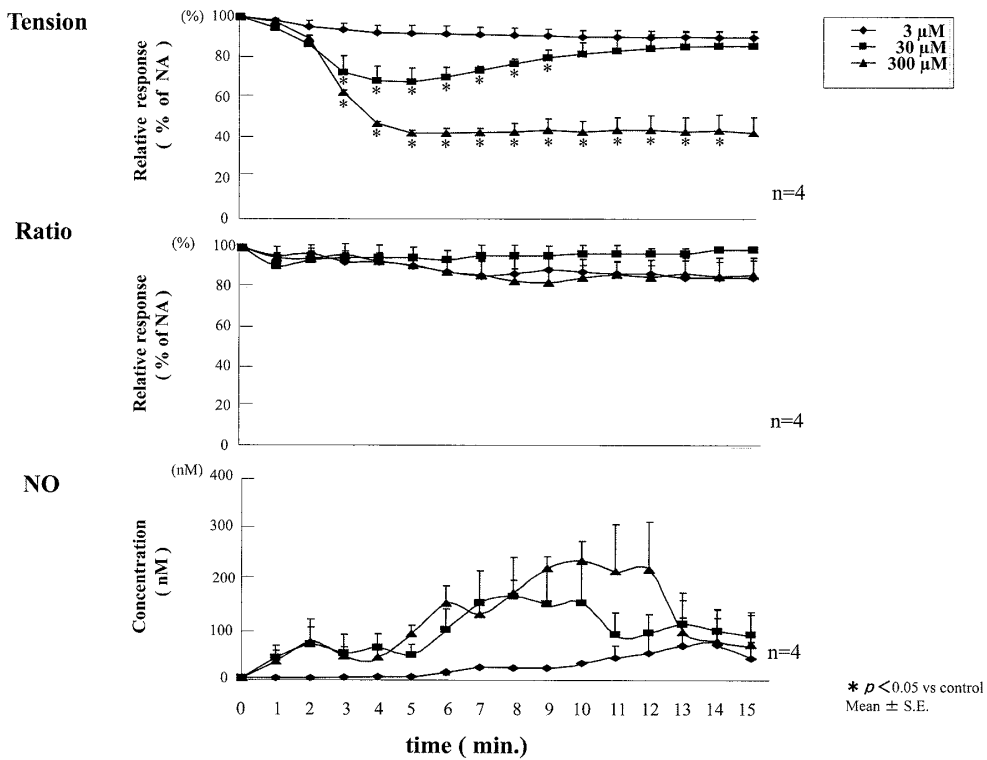 Tension
(%)
100
80
60
40
20
0
Relative response
( % of NA )
* * * * * * *
* * * * * * * * * * * *
n=4
3 μM
30 μM
300 μM
Ratio
(%)
100
80
60
40
20
0
Relative response
( % of NA )
n=4
NO
(nM)
400
300
200
100
0
Concentration
( nM )
n=4
0 1 2 3 4 5 6 7 8 9 10 11 12 13 14 15
time ( min.)
* p<0.05 vs control
Mean ± S.E.